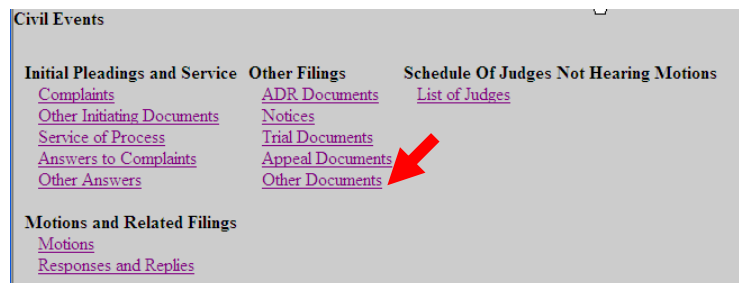 Civil Events
Initial Pleadings and Service
Complaints
Other Initiating Documents
Service of Process
Answers to Complaints
Other Answers
Other Filings
ADR Documents
Notices
Trial Documents
Appeal Documents
Other Documents
Schedule Of Judges Not Hearing Motions
List of Judges
Motions and Related Filings
Motions
Responses and Replies